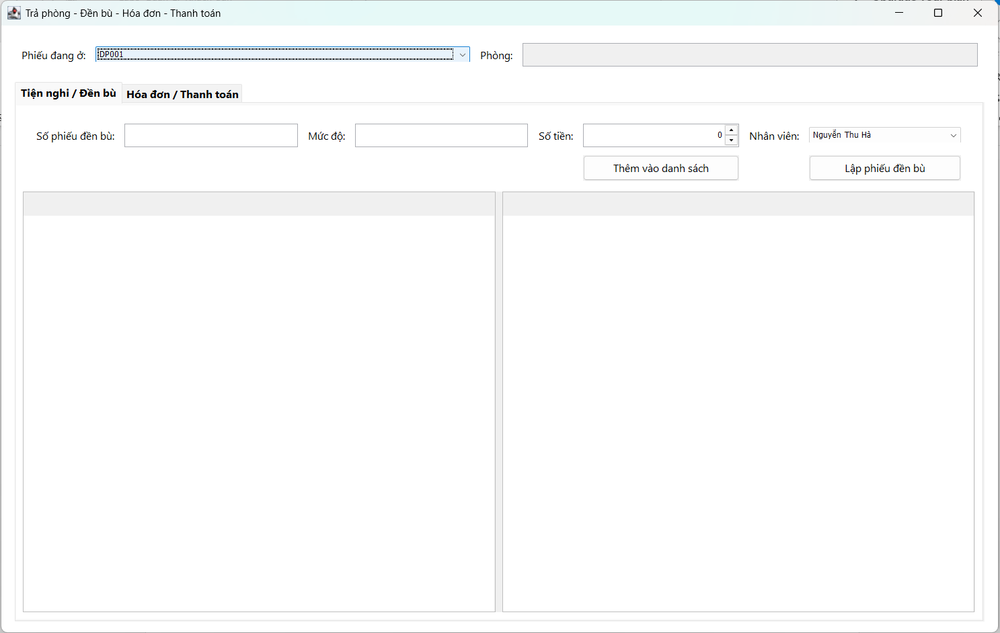 Trả phòng - Đền bù - Hóa đơn - Thanh toán
Phiếu đang ở: DP001 Phòng:
Tiện nghi / Đền bù Hóa đơn / Thanh toán
Số phiếu đền bù: Mức độ: Số tiền: 0 Nhân viên: Nguyễn Thu Hà
Thêm vào danh sách Lập phiếu đền bù